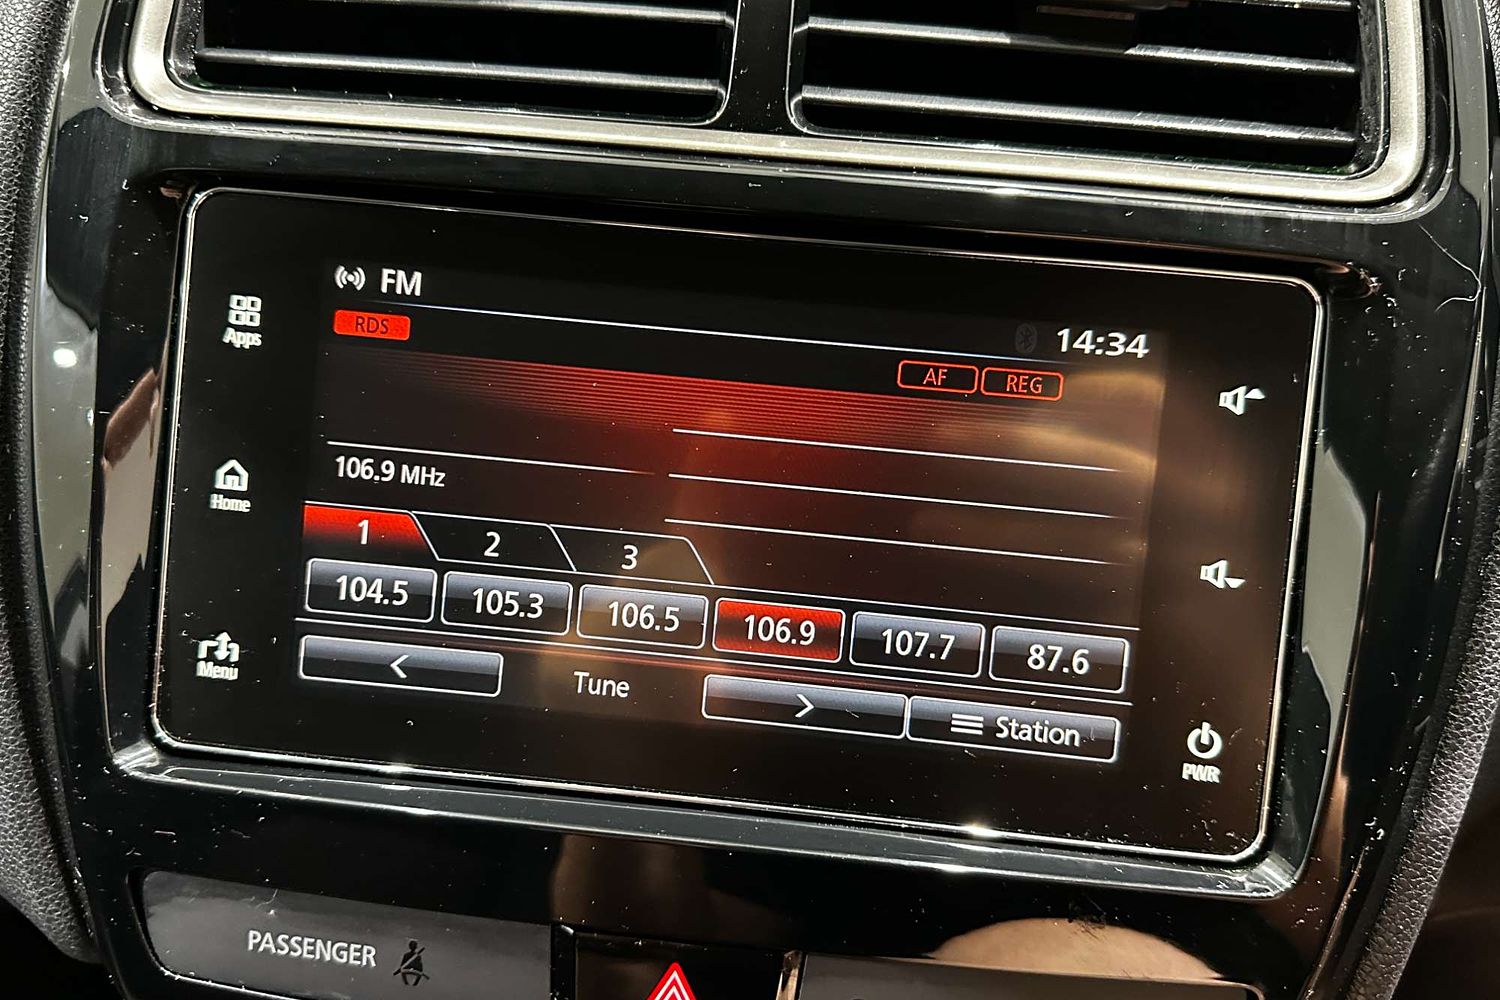 FM
RDS
14:34
AF REG
Apps
106.9 MHz
Home
1 2 3
104.5 105.3 106.5 106.9 107.7 87.6
Menu
< Tune > Station
PWR
PASSENGER